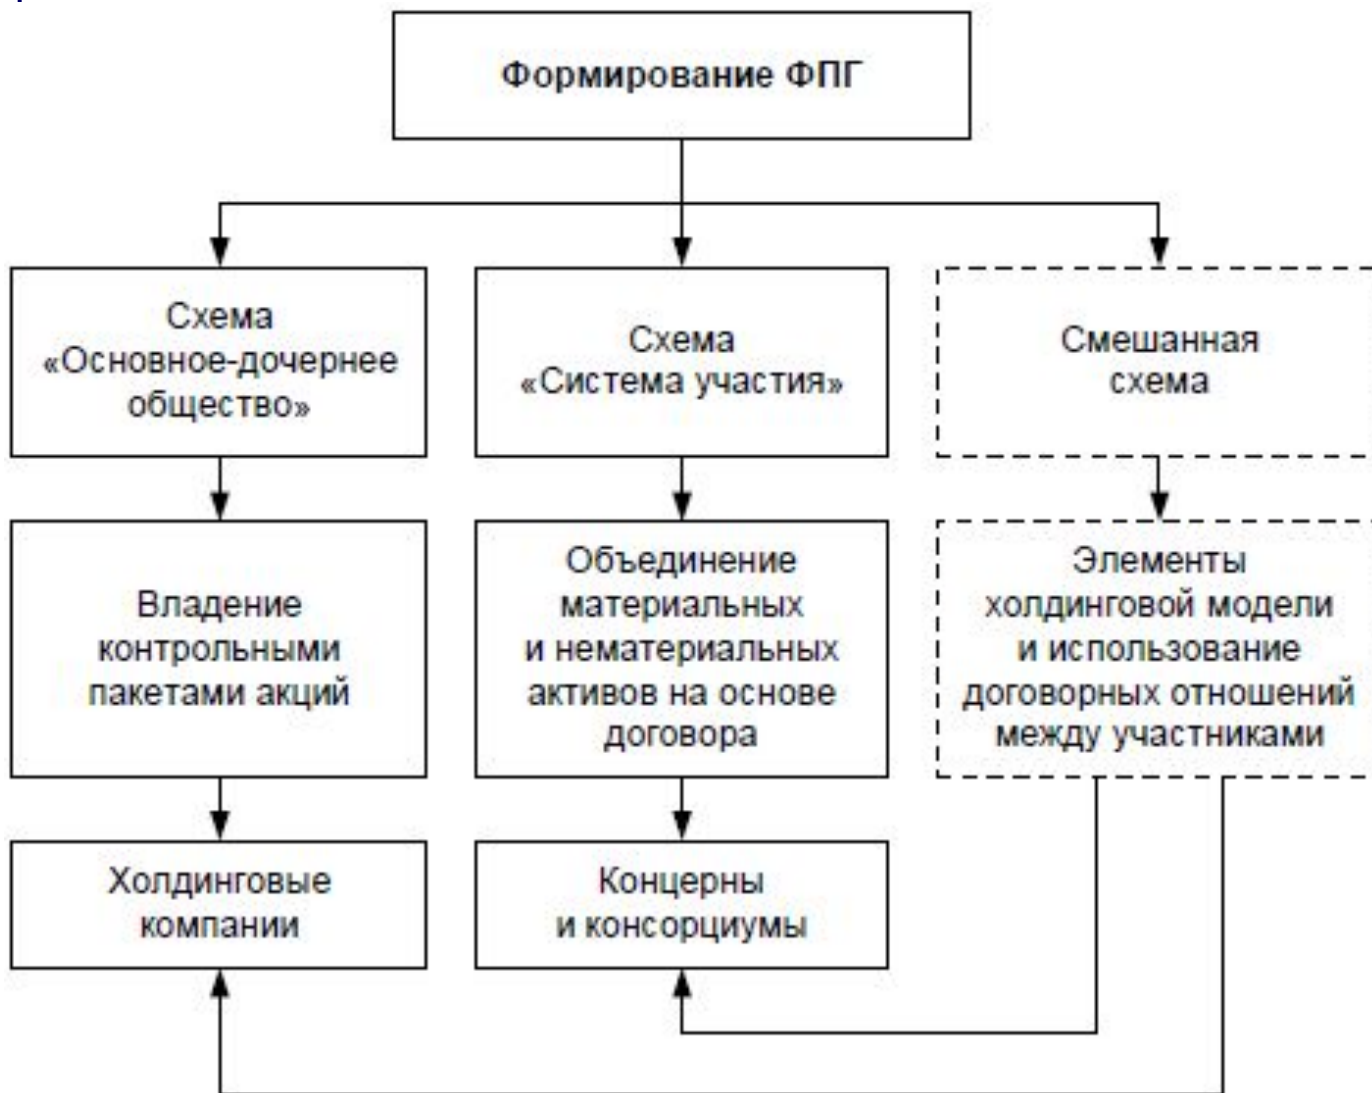 Формирование ФПГ
Схема
«Основное-дочернее
общество»
Схема
«Система участия»
Смешанная
схема
Владение
контрольными
пакетами акций
Объединение
материальных
и нематериальных
активов на основе
договора
Элементы
холдинговой модели
и использование
договорных отношений
между участниками
Холдинговые
компании
Концерны
и консорциумы